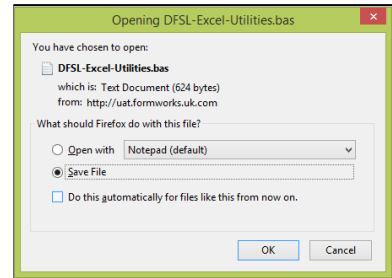 Opening DFSL-Excel-Utilities.bas
You have chosen to open:
DFSL-Excel-Utilities.bas
which is: Text Document (624 bytes)
from: http://uat.formworks.uk.com
What should Firefox do with this file?
Open with Notepad (default)
Save File
Do this automatically for files like this from now on.
OK Cancel